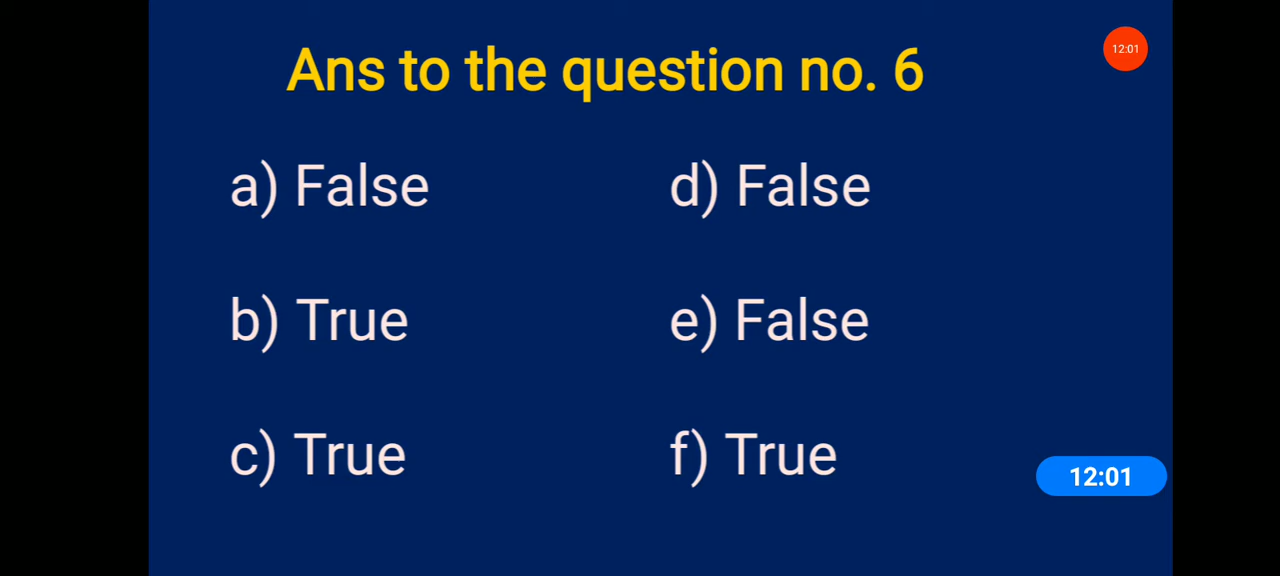 Ans to the question no. 6
12:01
a) False
d) False
b) True
e) False
c) True
f) True
12:01